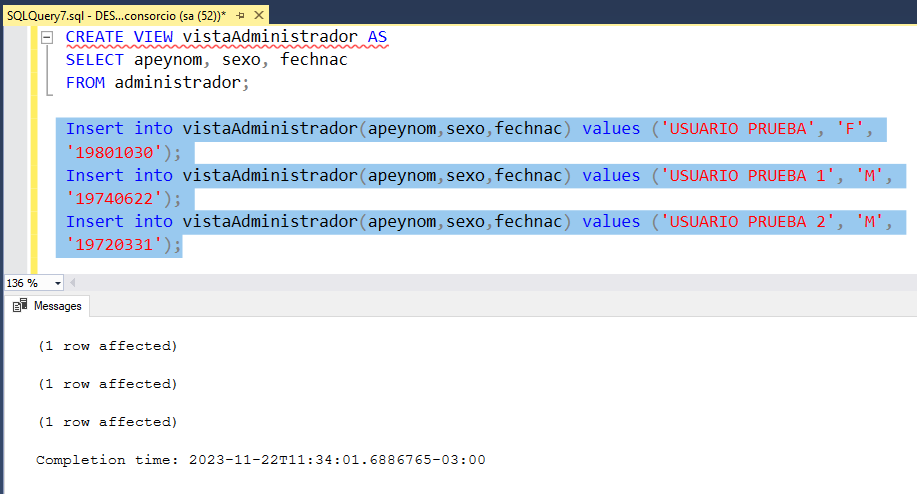 SQLQuery7.sql - DES...consorcio (sa (52))*
CREATE VIEW vistaAdministrador AS
SELECT apeynom, sexo, fechnac
FROM administrador;
Insert into vistaAdministrador(apeynom,sexo,fechnac) values ('USUARIO PRUEBA', 'F',
'19801030');
Insert into vistaAdministrador(apeynom,sexo,fechnac) values ('USUARIO PRUEBA 1', 'M',
'19740622');
Insert into vistaAdministrador(apeynom,sexo,fechnac) values ('USUARIO PRUEBA 2', 'M',
'19720331');
136 %
Messages
(1 row affected)
(1 row affected)
(1 row affected)
Completion time: 2023-11-22T11:34:01.6886765-03:00